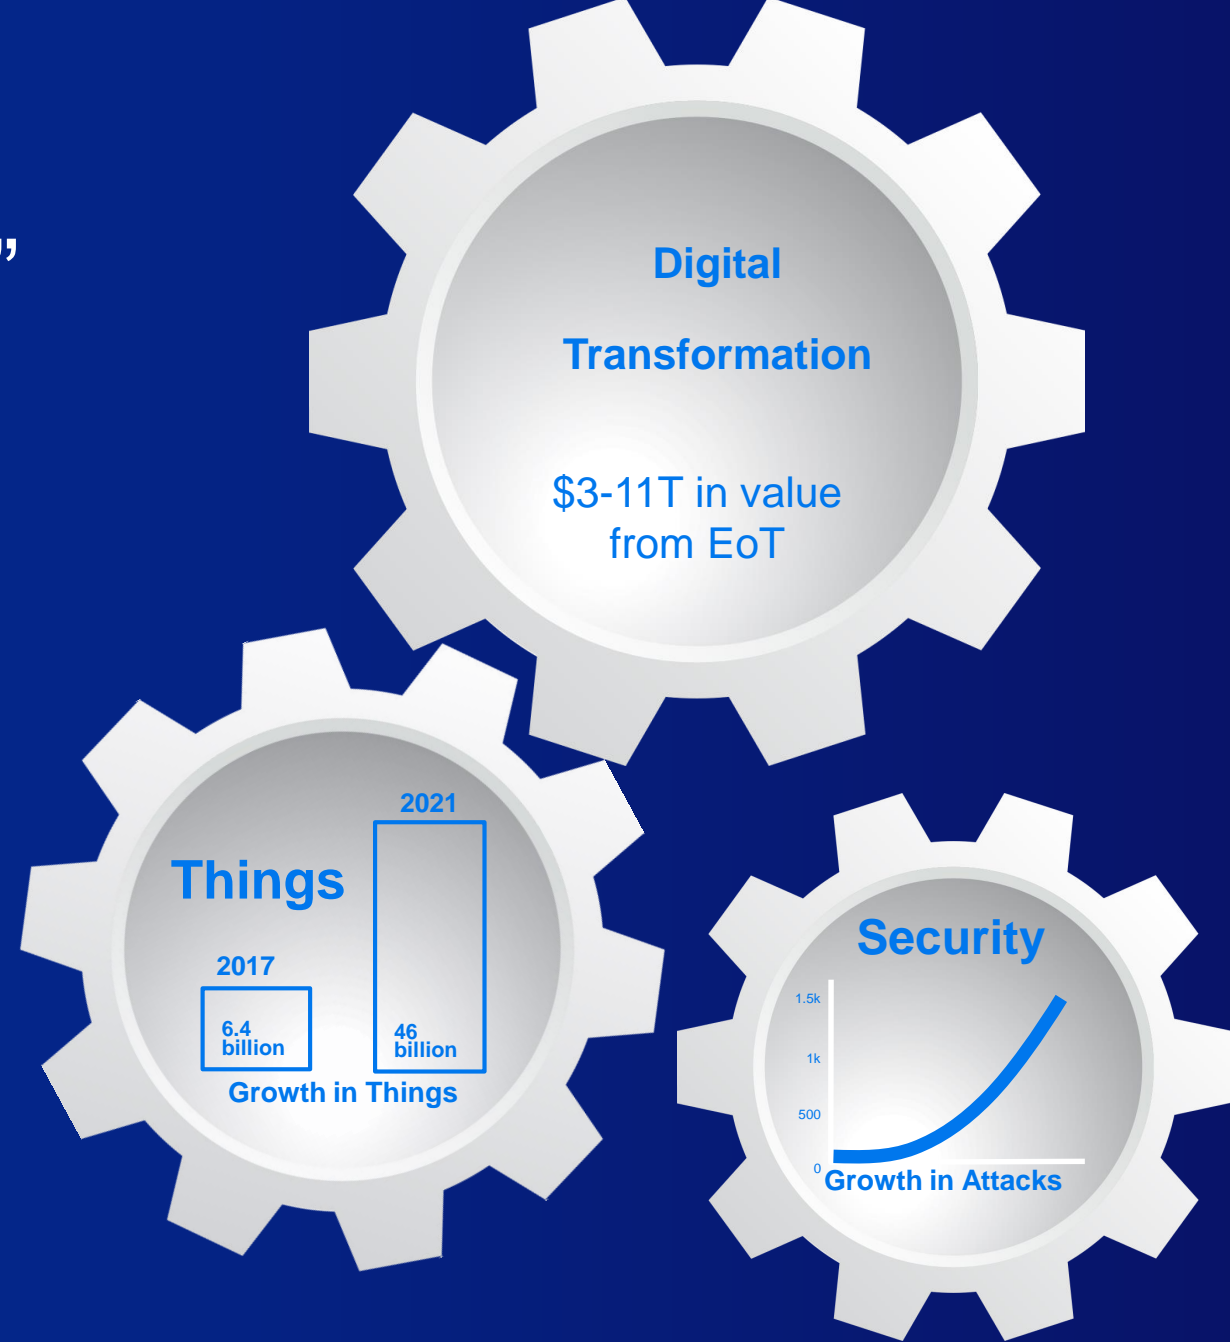 ”
Digital
Transformation
$3-11T in value
from EoT
2021
Things
2017
6.4
billion
46
billion
Growth in Things
Security
1.5k
1k
500
0
Growth in Attacks